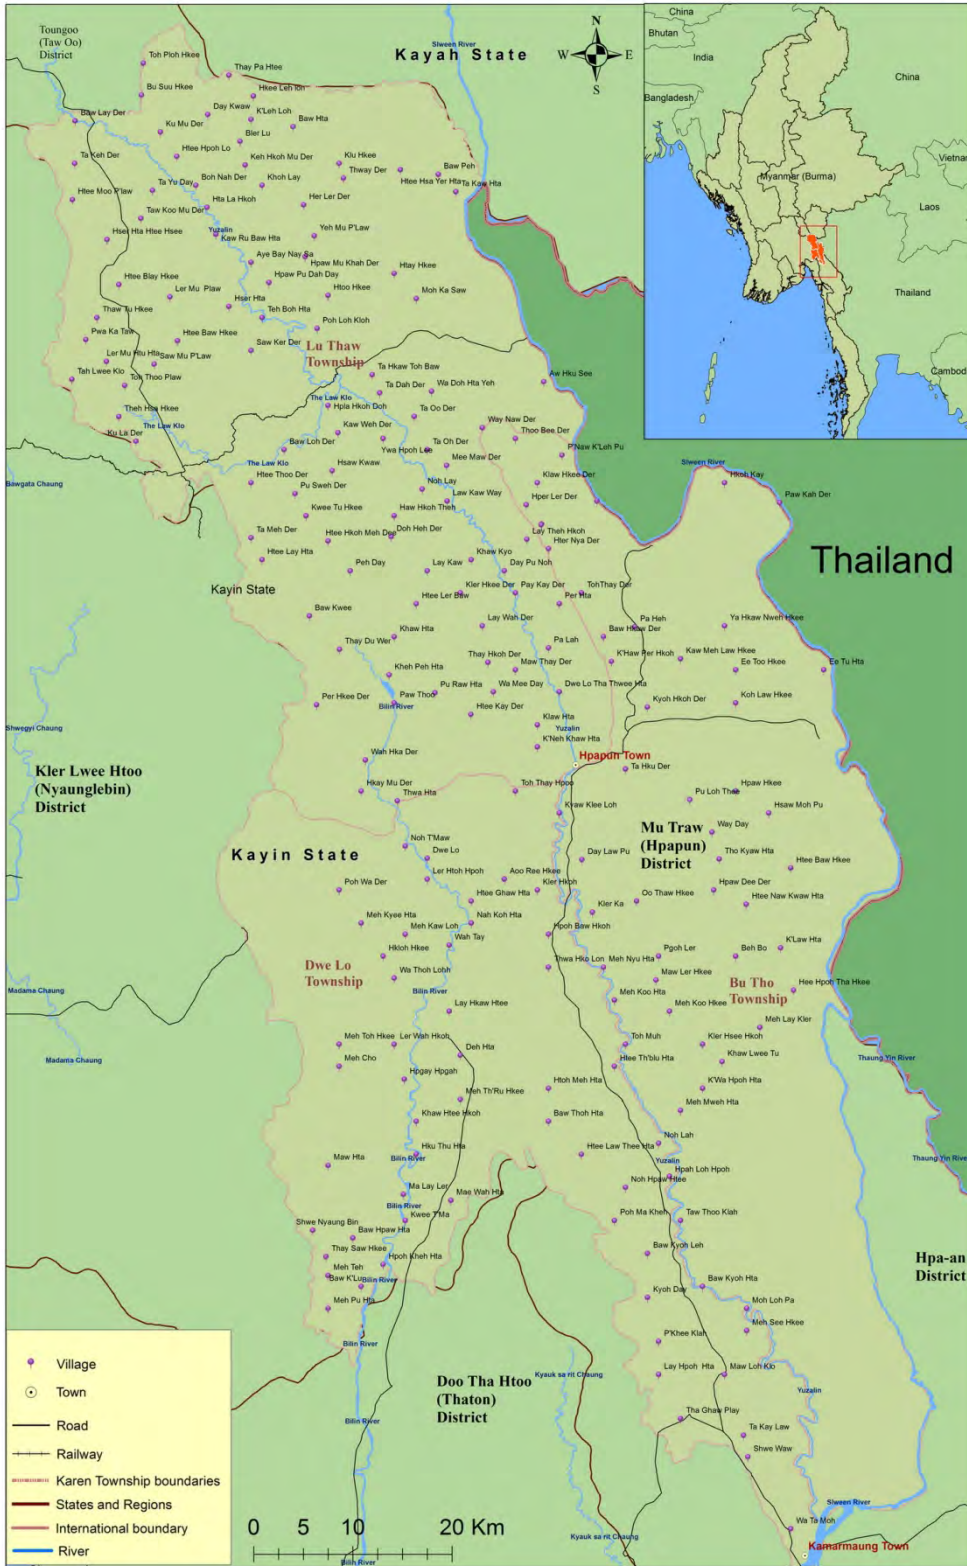 Toungoo
(Taw Oo)
District
Toh Ploh Hkee
Thay Pa Htee
Kayah State
Slween River
N
W
E
S
China
Bhutan
India
China
Bangladesh
Vietnam
Myanmar (Burma)
Laos
Thailand
Bu Suu Hkee
Hkee Leh Ion
Day Kwaw
K'Leh Loh
Baw Lay Der
Ku Mu Der
Baw Hta
Bler Lu
Htee Hpoh Lo
Ta Keh Der
Keh Hkoh Mu Der
Klu Hkee
Thway Der
Baw Peh
Htee Hsa Yer Hta
Ta Kaw Hta
Htee Moo P'law
Ta Yo Day
Boh Nah Der
Khoh Lay
Hta La Hkoh
Her Ler Der
Taw Koo Mu Der
Yuzalin
Kaw Ru Baw Hta
Yeh Mu P'Law
Hser Hta Htee Hsee
Aye Bay Nay Sa
Hpaw Mu Khah Der
Htee Blay Hkee
Hpaw Pu Dah Day
Htay Hkee
Ler Mu Plaw
Hser Hta
Htoo Hkee
Moh Ka Saw
Thaw Tu Hkee
Teh Boh Hta
Pwa Ka Taw
Htee Baw Hkee
Poh Loh Kloh
Saw Ker Der
Lu Thaw
Township
Ler Mu Htu Hta
Saw Mu P'Law
Teh Lwee Klo
Toh Thoo Plaw
Ta Hkaw Toh Baw
Ta Dah Der
Wa Doh Hta Yeh
Aw Hku See
Theh Hsa Hkee
The Law Klo
The Law Klo
Hpla Hkoh Doh
Ta Oo Der
Way Naw Der
Ku La Der
Kaw Weh Der
Thoo Bee Der
Baw Loh Der
Ywa Hpoh Loe
Ta Oh Der
P'Naw K'Leh Pu
The Law Klo
Hsaw Kwaw
Mee Maw Der
Slween River
Bawgata Chaung
Htee Thoo Der
Noh Lay
Klaw Hkee Der
Hkoh Kay
Pu Sweh Der
Law Kaw Way
Hper Ler Der
Paw Kah Der
Kwee Tu Hkee
Haw Hkoh Theh
Ta Meh Der
Htee Hkoh Meh Der
Doh Heh Der
Lay Theh Hkoh
Hter Nya Der
Thailand
Htee Lay Hta
Peh Day
Lay Kaw
Khaw Kyo
Day Pu Noh
Kayin State
Kler Hkee Der
Pay Kay Der
TohThay Der
Htee Ler Baw
Per Hta
Baw Kwee
Khaw Hta
Lay Wah Der
Baw Hkaw Der
Pa Heh
Ya Hkaw Nweh Hkee
Thay Du Wer
Pa Lah
Thay Hkoh Der
K'Haw Per Hkoh
Kaw Meh Law Hkee
Kheh Peh Hta
Maw Thay Der
Ee Too Hkee
Ee Tu Hta
Pu Raw Hta
Wa Mee Day
Dwe Lo Tha Thwee Hta
Per Hkee Der
Paw Thoo
Bilin River
Htee Kay Der
Kyoh Hkoh Der
Koh Law Hkee
Klaw Hta
Yuzalin
Shwegyi Chaung
K'Neh Khaw Hta
Wah Hka Der
Hpapun Town
Kler Lwee Htoo
(Nyaunglebin)
District
Ta Hku Der
Hkay Mu Der
Toh Thay Hpoo
Hpaw Hkee
Thwa Hta
Pu Loh Thee
Kyaw Klee Loh
Hsaw Moh Pu
Mu Traw
(Hpapun)
District
Way Day
Noh T'Maw
Kayin State
Dwe Lo
Day Law Pu
Tho Kyaw Hta
Htee Baw Hkee
Ler Htoh Hpoh
Aoo Ree Hkee
Poh Wa Der
Kler Hkoh
Hpaw Dee Der
Htee Ghaw Hta
Oo Thaw Hkee
Htee Naw Kwaw Hta
Kler Ka
Meh Kyee Hta
Nah Koh Hta
Meh Kaw Loh
Hpoh Baw Hkoh
Wah Tay
K'Law Hta
Hkloh Hkee
Pgoh Ler
Beh Bo
Dwe Lo
Township
Thwa Hko Lon
Meh Nyu Hta
Wa Thoh Lohh
Maw Ler Hkee
Bu Tho
Township
Madama Chaung
Bilin River
Hee Hpoh Tha Hkee
Meh Koo Hta
Lay Hkaw Htee
Meh Koo Hkee
Meh Lay Kler
Meh Toh Hkee
Ler Wah Hkoh
Toh Muh
Kler Hsee Hkoh
Madama Chaung
Deh Hta
Meh Cho
Htee Th'blu Hta
Khaw Lwee Tu
Thaung Yin River
Hpgay Hpgah
Htoh Meh Hta
K'Wa Hpoh Hta
Meh Th'Ru Hkee
Meh Mweh Hta
Khaw Htee Hkoh
Baw Thoh Hta
Hku Thu Hta
Htee Law Thee Hta
Noh Lah
Maw Hta
Bilin River
Yuzalin
Thaung Yin River
Hpah Loh Hpoh
Noh Hpaw Htee
Ma Lay Ler
Bilin River
Mae Wah Hta
Shwe Nyaung Bin
Kwee T'Ma
Poh Ma Kheh
Taw Thoo Klah
Baw Hpaw Hta
Thay Saw Hkee
Hpoh Kheh Hta
Baw Kyoh Leh
Hpa-an
District
Meh Teh
Baw K'Lu
Bilin River
Baw Kyoh Hta
Meh Pu Hta
Kyoh Day
Moh Loh Pa
Meh See Hkee
Bilin River
P'Khee Klah
Village
Doo Tha Htoo
(Thaton)
District
Kyauk sa rit Chaung
Lay Hpoh Hta
Maw Loh Klo
Town
Yuzalin
Road
Bilin River
Tha Ghaw Play
Ta Kay Law
Railway
Shwe Waw
Karen Township boundaries
States and Regions
Slween River
International boundary
0 5 10 20 Km
Wa Ta Moh
Kyauk sa rit Chaung
River
Bilin River
Kamarmaung Town